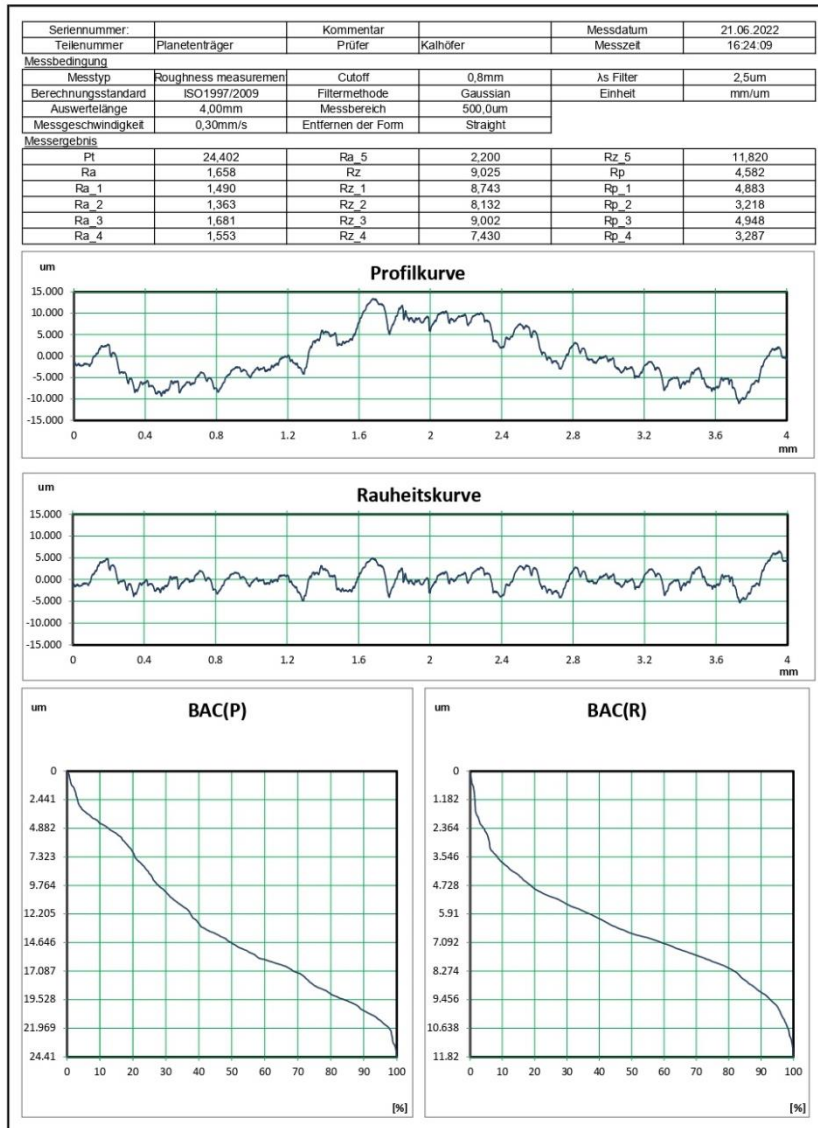 Seriennummer: Kommentar Messdatum 21.06.2022
Teilenummer Planetenträger Prüfer Kalhöfer Messzeit 16:24:09
Messbedingung
Messtyp Roughness measuremen Cutoff 0,8mm λs Filter 2,5um
Berechnungsstandard ISO1997/2009 Filtermethode Gaussian Einheit mm/um
Auswertelänge 4,00mm Messbereich 500,0um
Messgeschwindigkeit 0,30mm/s Entfernen der Form Straight
Messergebnis
Pt 24,402 Ra_5 2,200 Rz_5 11,820
Ra 1,658 Rz 9,025 Rp 4,582
Ra_1 1,490 Rz_1 8,743 Rp_1 4,883
Ra_2 1,363 Rz_2 8,132 Rp_2 3,218
Ra_3 1,681 Rz_3 9,002 Rp_3 4,948
Ra_4 1,553 Rz_4 7,430 Rp_4 3,287
um
Profilkurve
15.000
10.000
5.000
0.000
-5.000
-10.000
-15.000
0 0.4 0.8 1.2 1.6 2 2.4 2.8 3.2 3.6 4
mm
um
Rauheitskurve
15.000
10.000
5.000
0.000
-5.000
-10.000
-15.000
0 0.4 0.8 1.2 1.6 2 2.4 2.8 3.2 3.6 4
mm
um
BAC(P)
0
2.441
4.882
7.323
9.764
12.205
14.646
17.087
19.528
21.969
24.41
0 10 20 30 40 50 60 70 80 90 100
[%]
um
BAC(R)
0
1.182
2.364
3.546
4.728
5.91
7.092
8.274
9.456
10.638
11.82
0 10 20 30 40 50 60 70 80 90 100
[%]